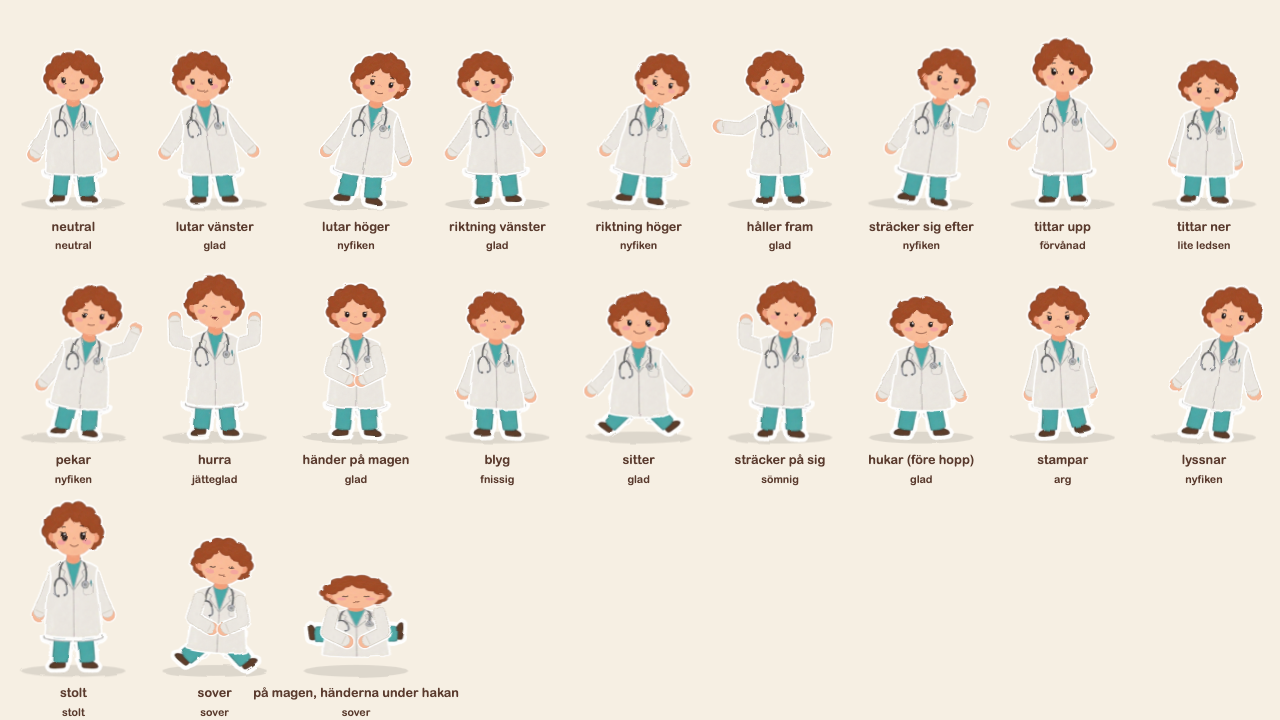 neutral
neutral
lutar vänster
glad
lutar höger
nyfiken
riktning vänster
glad
riktning höger
nyfiken
håller fram
glad
sträcker sig efter
nyfiken
tittar upp
förvånad
tittar ner
lite ledsen
pekar
nyfiken
hurra
jätteglad
händer på magen
glad
blyg
fnissig
sitter
glad
sträcker på sig
sömnig
hukar (före hopp)
glad
stampar
arg
lyssnar
nyfiken
stolt
stolt
sover
sover
på magen, händerna under hakan
sover